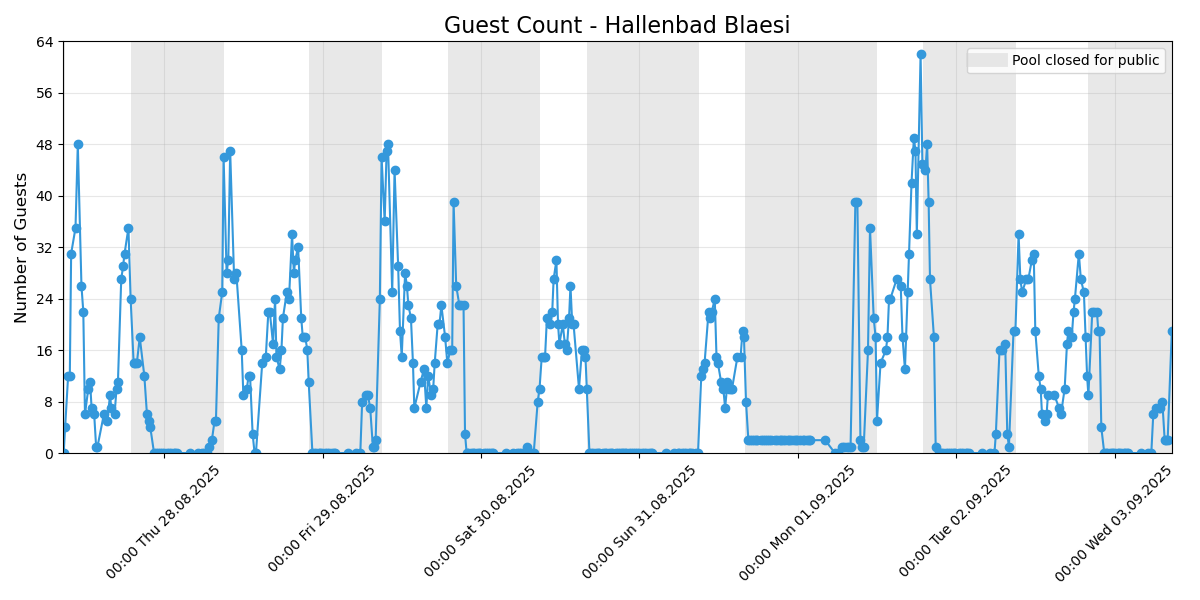 Guest Count - Hallenbad Blaesi
Pool closed for public
Number of Guests
64
56
48
40
32
24
16
8
0
00:00 Thu 28.08.2025
00:00 Fri 29.08.2025
00:00 Sat 30.08.2025
00:00 Sun 31.08.2025
00:00 Mon 01.09.2025
00:00 Tue 02.09.2025
00:00 Wed 03.09.2025